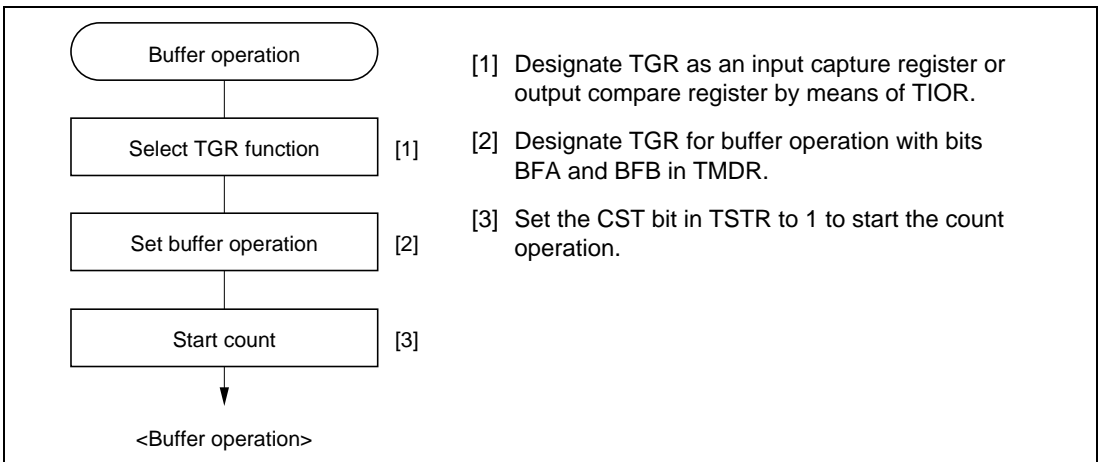 Buffer operation
Select TGR function
[1]
Set buffer operation
[2]
Start count
[3]
<Buffer operation>
[1] Designate TGR as an input capture register or
output compare register by means of TIOR.
[2] Designate TGR for buffer operation with bits
BFA and BFB in TMDR.
[3] Set the CST bit in TSTR to 1 to start the count
operation.